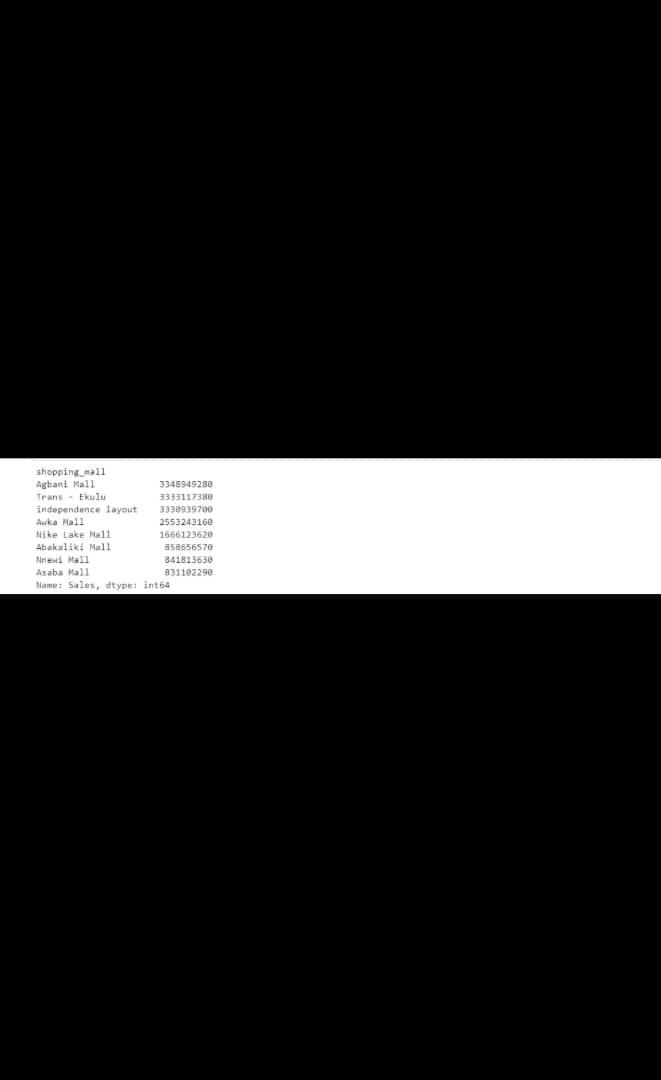 shopping_mall
Agbani Mall 3348949280
Trans - Ekulu 3333117380
independence layout 3330939700
Awka Mall 2553243160
Nike Lake Mall 1666123620
Abakaliki Mall 858656570
Nnewi Mall 841813630
Asaba Mall 831102290
Name: Sales, dtype: int64